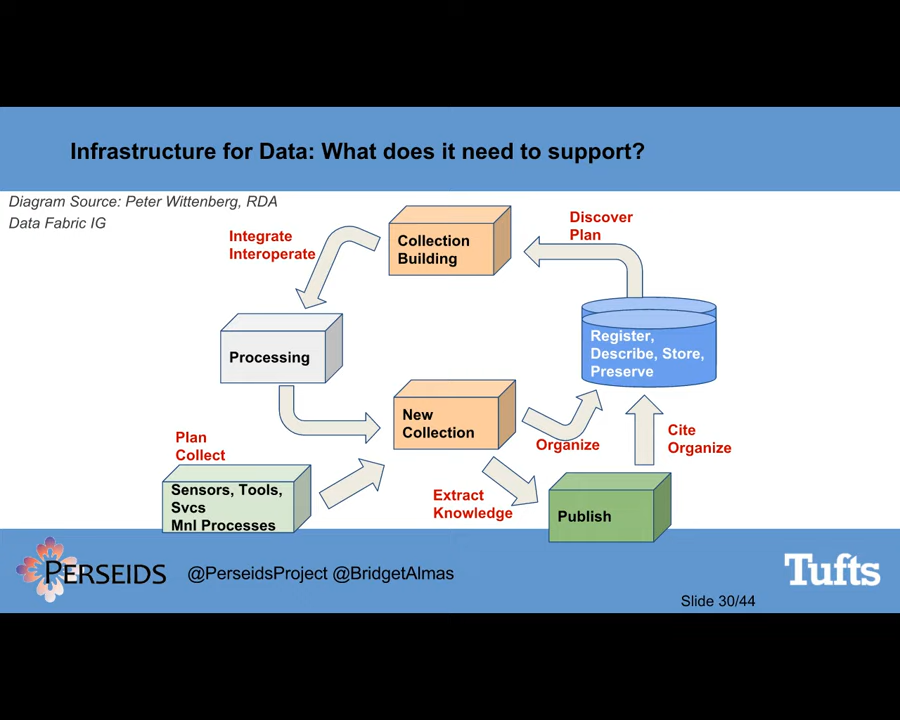 Infrastructure for Data: What does it need to support?
Diagram Source: Peter Wittenberg, RDA
Data Fabric IG
Integrate
Interoperate
Collection
Building
Discover
Plan
Processing
Register,
Describe, Store,
Preserve
New
Collection
Plan
Collect
Organize
Cite
Organize
Sensors, Tools,
Svcs
Mnl Processes
Extract
Knowledge
Publish
PERSEIDS
@PerseidsProject @BridgetAlmas
Tufts
Slide 30/44